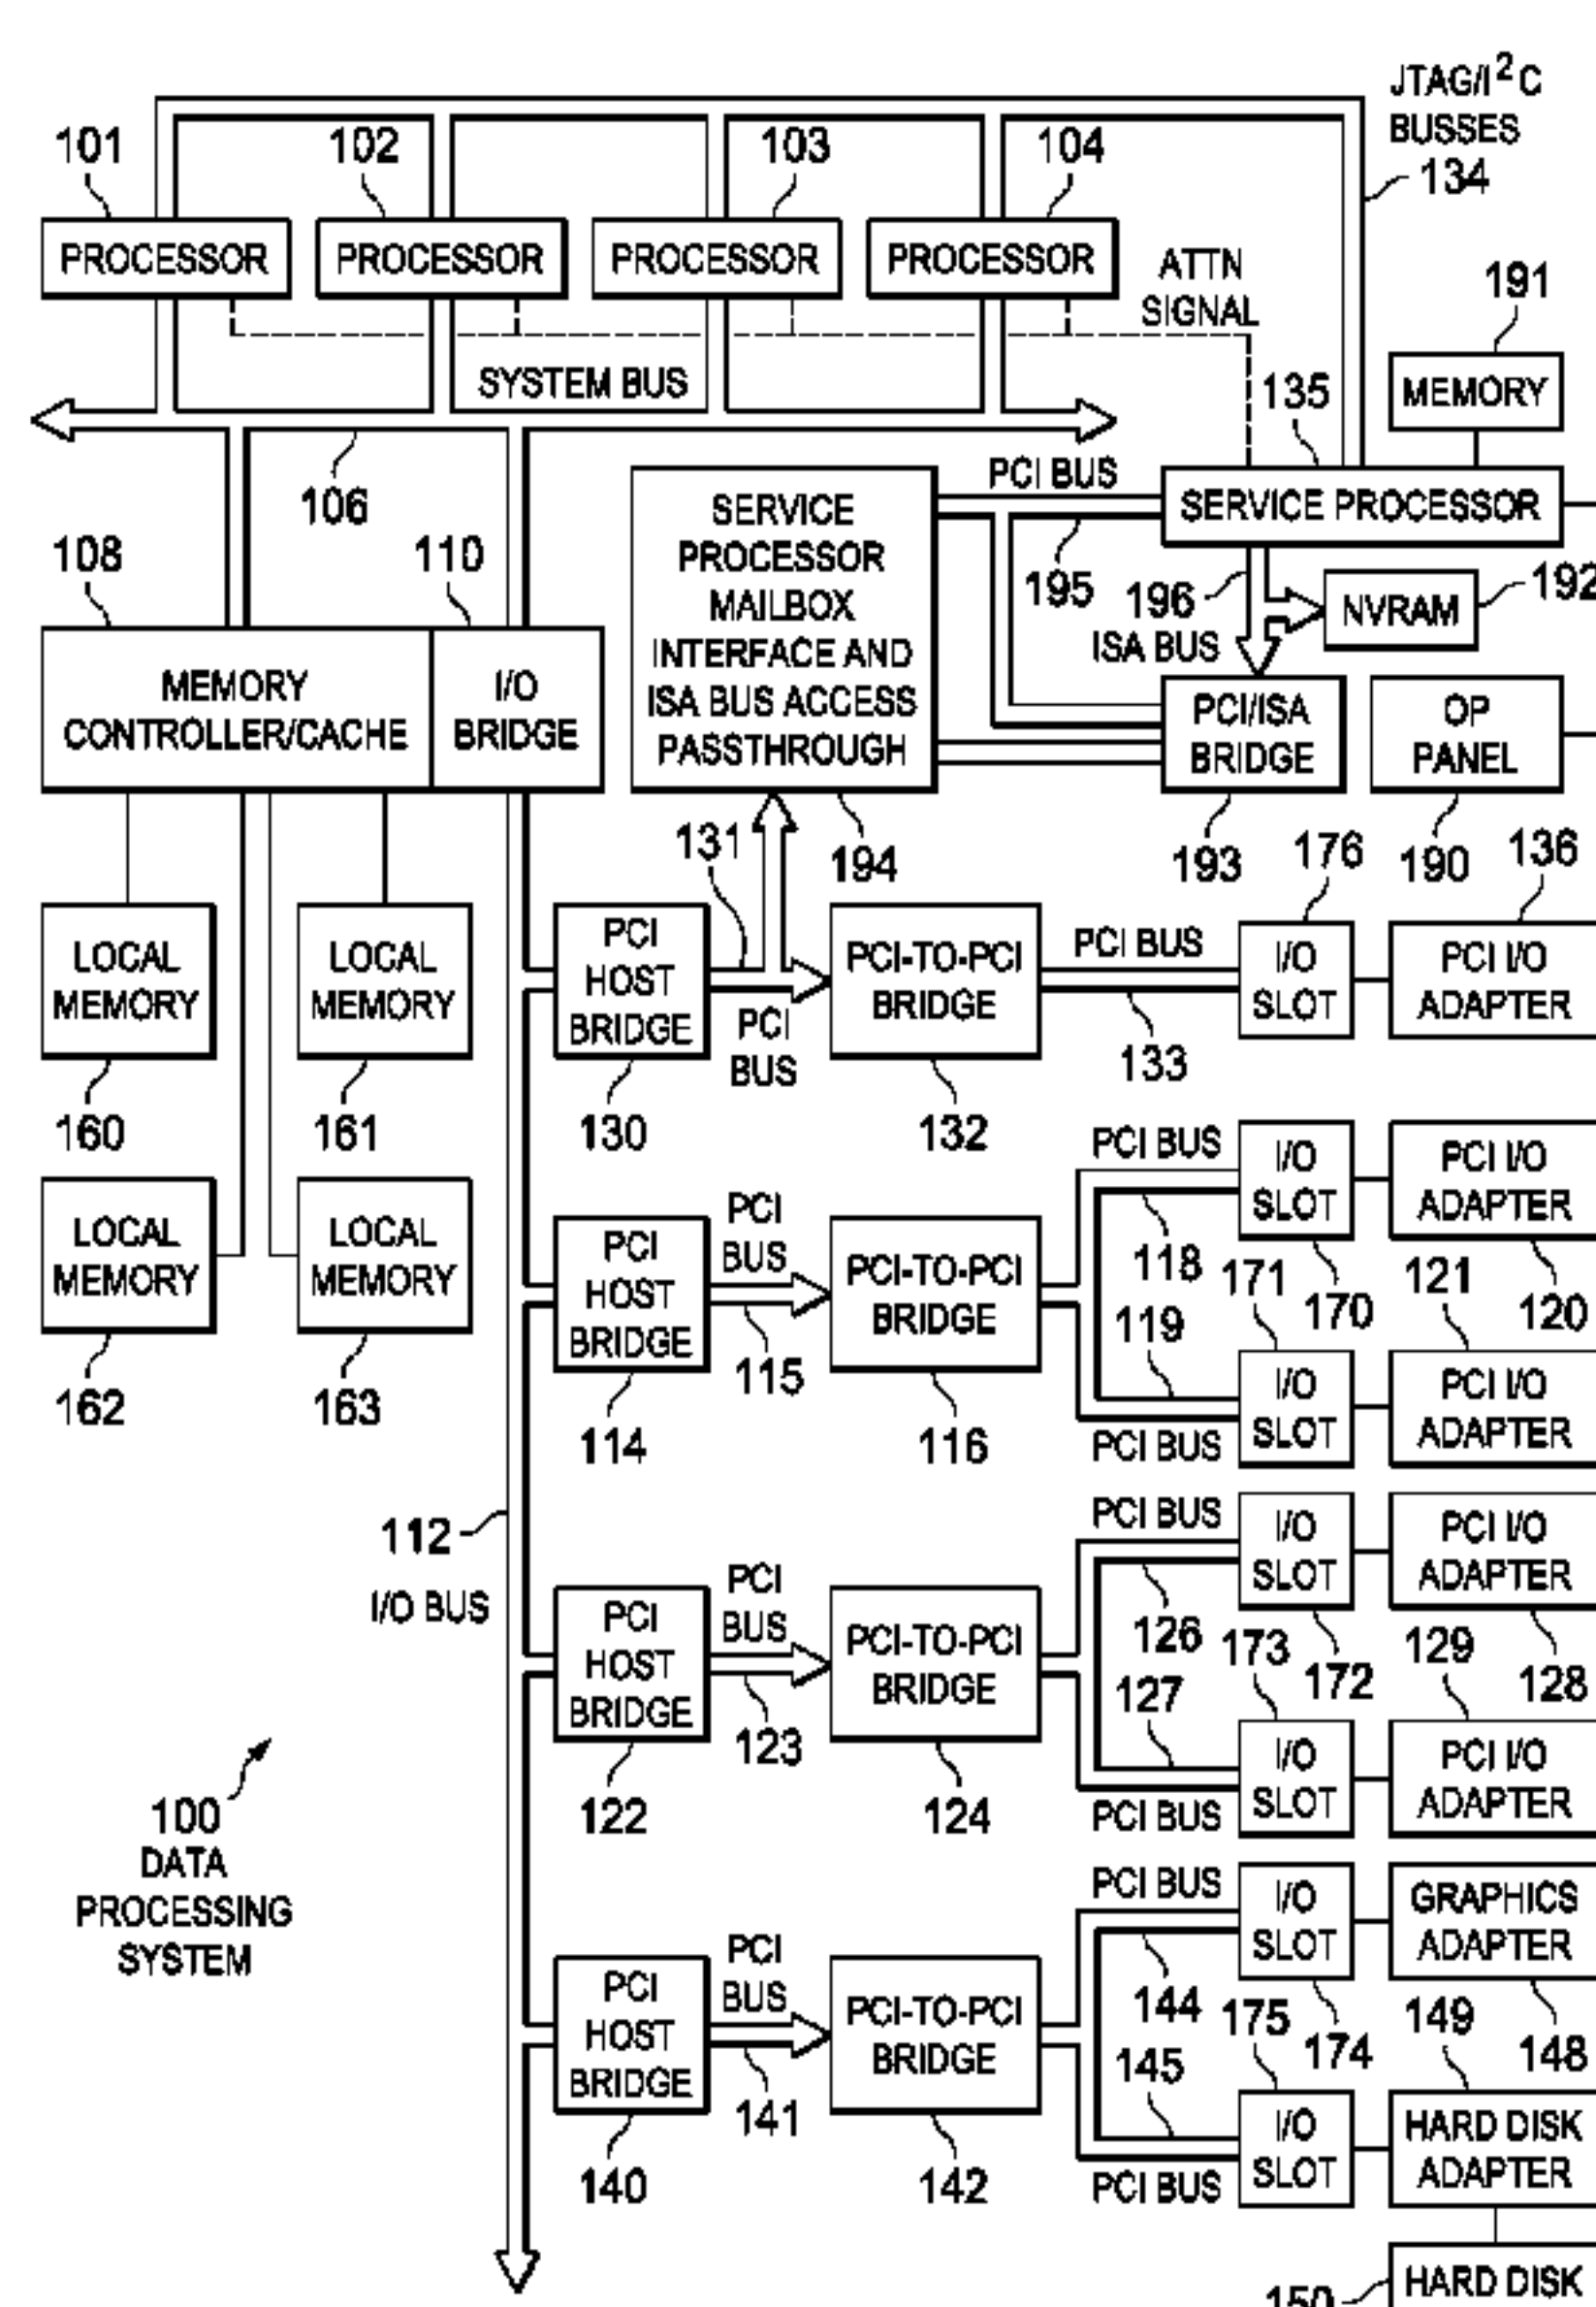 JTAG/I²C
BUSSES
134
101
102
103
104
PROCESSOR
PROCESSOR
PROCESSOR
PROCESSOR
ATTN
SIGNAL
191
MEMORY
SYSTEM BUS
135
106
PCI BUS
SERVICE PROCESSOR
195
196
ISA BUS
NVRAM
192
SERVICE
PROCESSOR
MAILBOX
INTERFACE AND
ISA BUS ACCESS
PASSTHROUGH
108
110
MEMORY
CONTROLLER/CACHE
I/O
BRIDGE
PCI/ISA
BRIDGE
OP
PANEL
131
194
193
176
190
136
LOCAL
MEMORY
LOCAL
MEMORY
160
161
PCI
HOST
BRIDGE
PCI
BUS
PCI-TO-PCI
BRIDGE
PCI BUS
I/O
SLOT
PCI I/O
ADAPTER
130
132
133
LOCAL
MEMORY
LOCAL
MEMORY
162
163
PCI
HOST
BRIDGE
PCI
BUS
115
PCI-TO-PCI
BRIDGE
114
116
PCI BUS
118
I/O
SLOT
PCI I/O
ADAPTER
171
170
121
120
119
PCI BUS
I/O
SLOT
PCI I/O
ADAPTER
112
I/O BUS
PCI
HOST
BRIDGE
PCI
BUS
123
PCI-TO-PCI
BRIDGE
122
124
PCI BUS
126
I/O
SLOT
PCI I/O
ADAPTER
173
172
129
128
127
PCI BUS
I/O
SLOT
PCI I/O
ADAPTER
100
DATA
PROCESSING
SYSTEM
PCI
HOST
BRIDGE
PCI
BUS
141
PCI-TO-PCI
BRIDGE
140
142
PCI BUS
144
I/O
SLOT
GRAPHICS
ADAPTER
175
174
149
148
145
PCI BUS
I/O
SLOT
HARD DISK
ADAPTER
150
HARD DISK